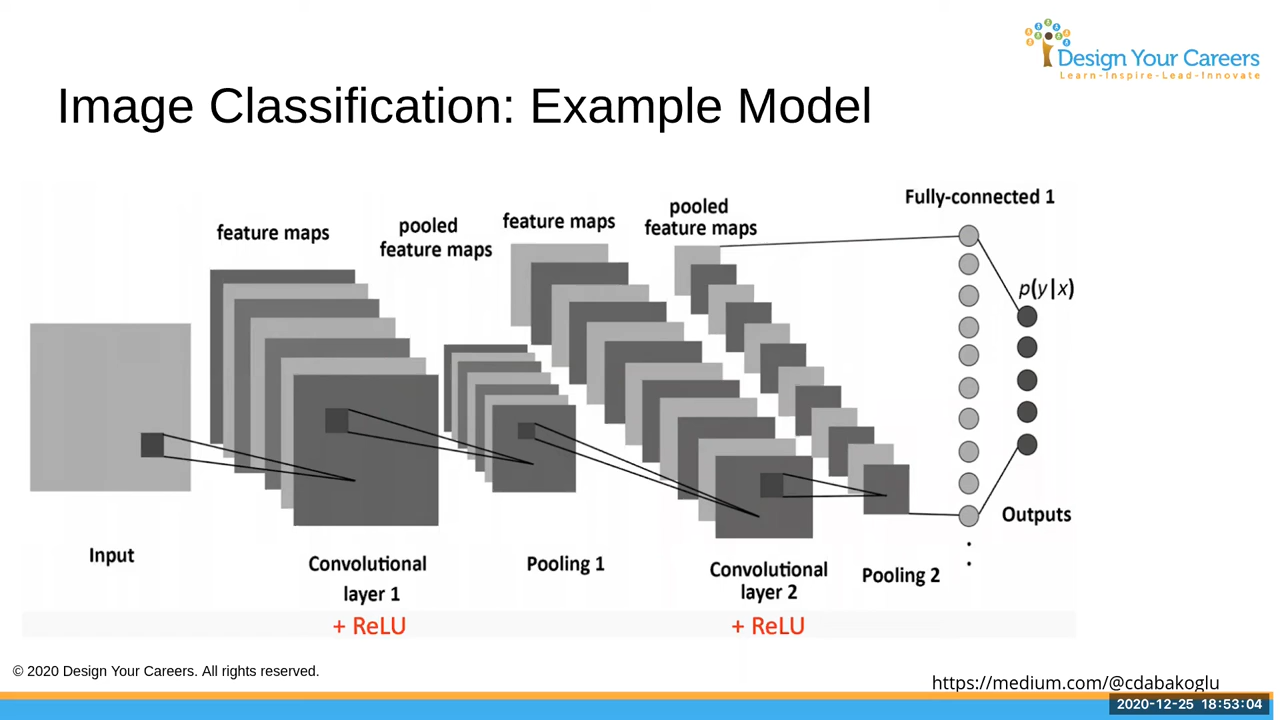 Design Your Careers
Learn-Inspire-Lead-Innovate
Image Classification: Example Model
feature maps
pooled
feature maps
feature maps
pooled
feature maps
Fully-connected 1
p(y|x)
Outputs
Input
Convolutional
layer 1
+ ReLU
Pooling 1
Convolutional
layer 2
+ ReLU
Pooling 2
© 2020 Design Your Careers. All rights reserved.
https://medium.com/@cdabakoglu
2020-12-25 18:53:04